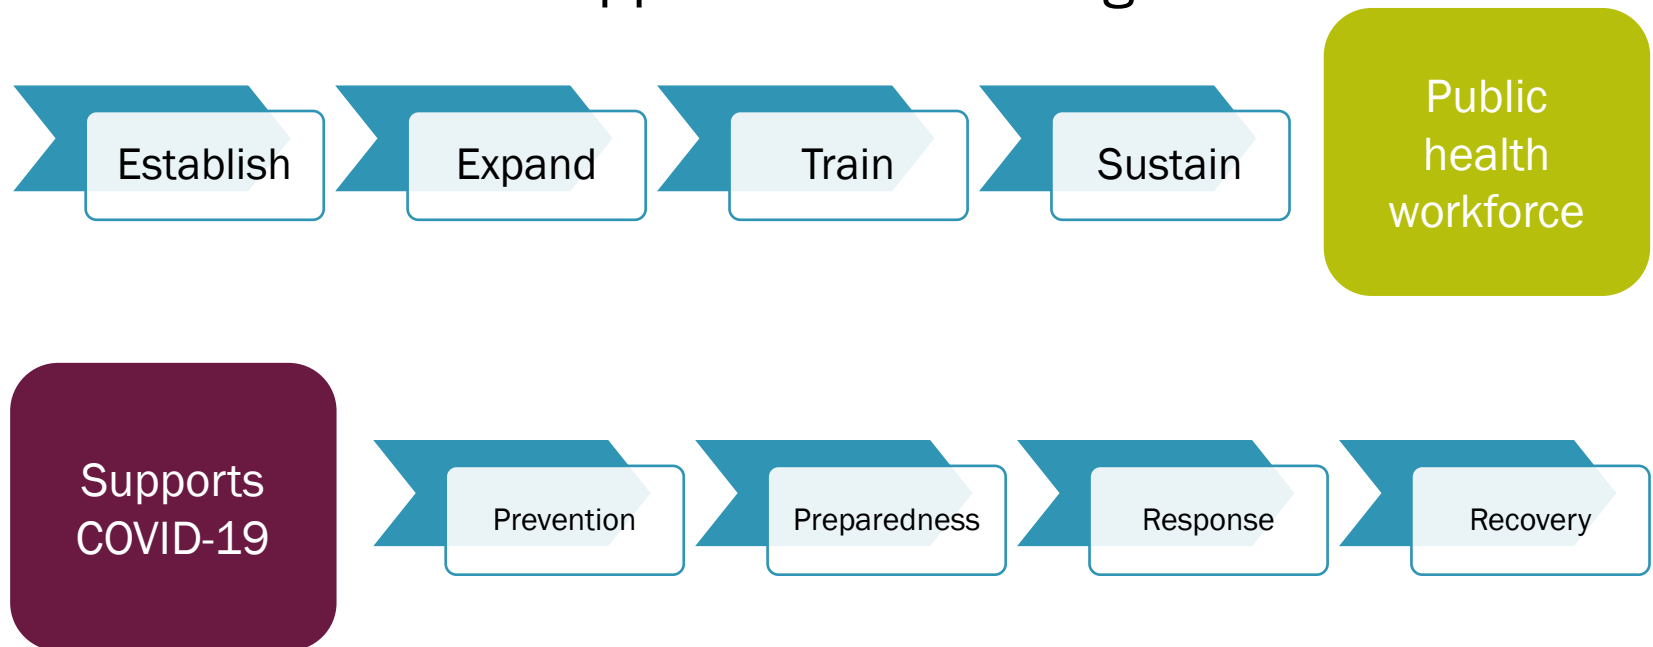 Establish
Expand
Train
Sustain
Public
health
workforce
Supports
COVID-19
Prevention
Preparedness
Response
Recovery